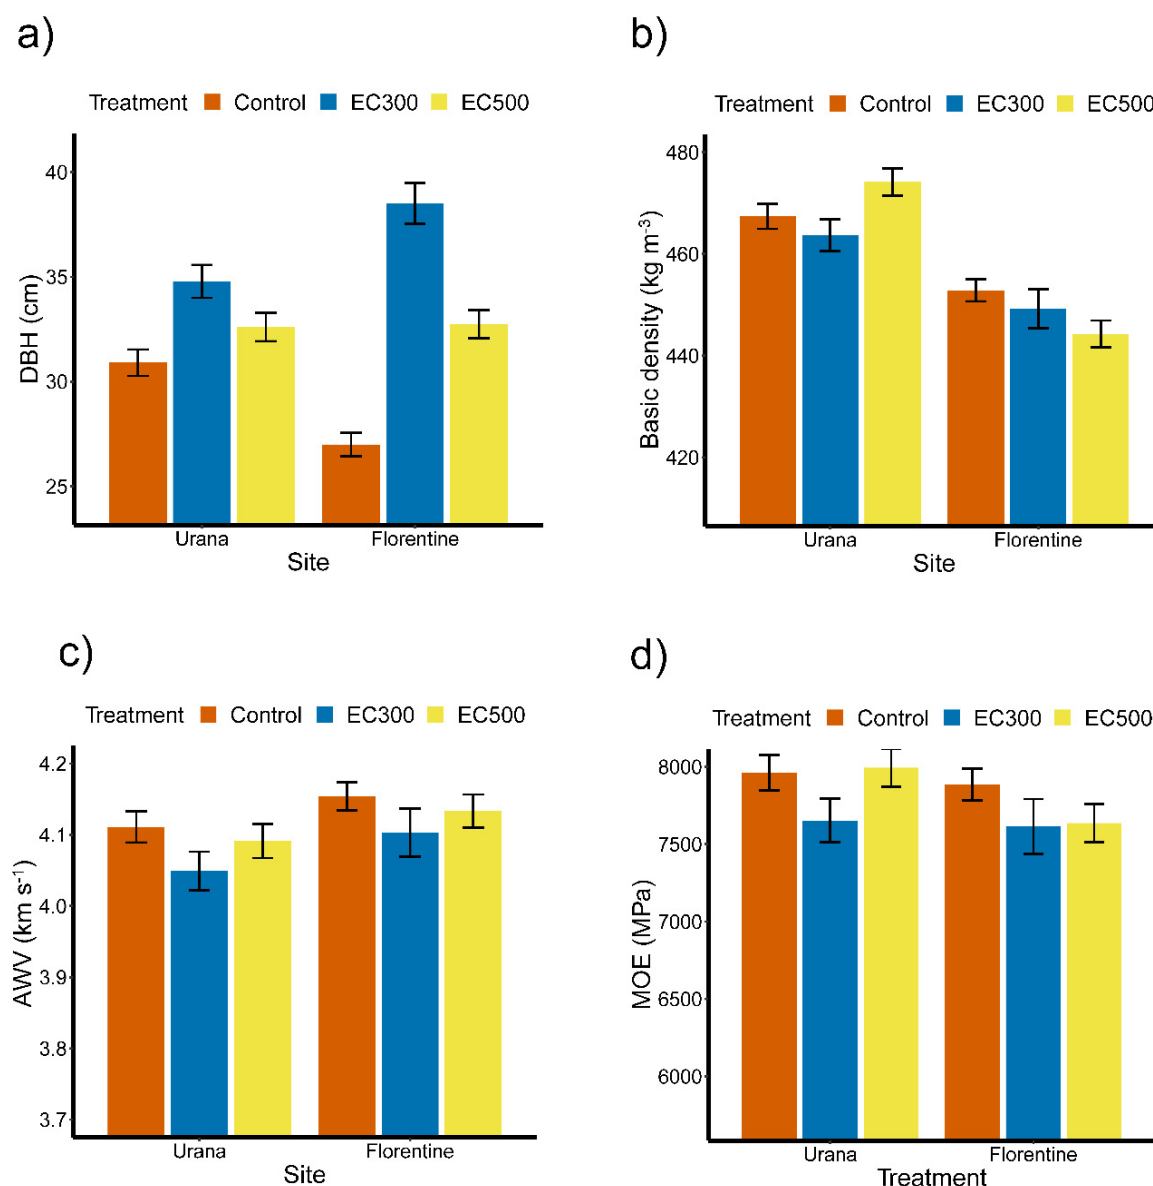 a)
Treatment Control EC300 EC500
DBH (cm)
40
35
30
25
Urana Florentine
Site
b)
Treatment Control EC300 EC500
Basic density (kg m⁻³)
480
460
440
420
Urana Florentine
Site
c)
Treatment Control EC300 EC500
AWV (km s⁻¹)
4.2
4.1
4.0
3.9
3.8
3.7
Urana Florentine
Site
d)
Treatment Control EC300 EC500
MOE (MPa)
8000
7500
7000
6500
6000
Urana Florentine
Treatment